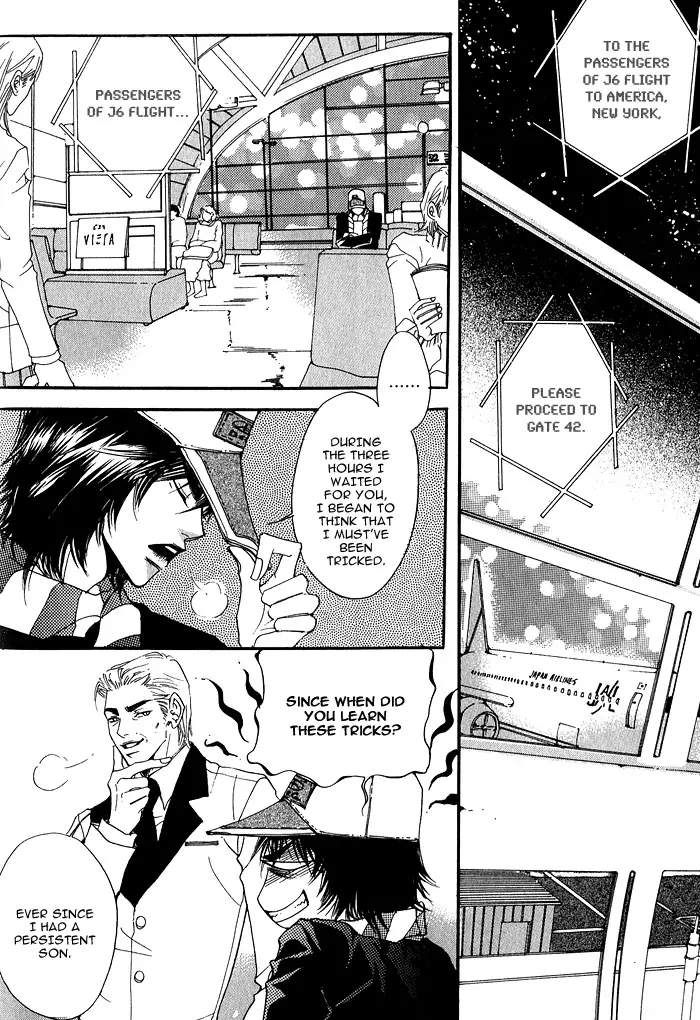 TO THE
PASSENGERS
OF J6 FLIGHT
TO AMERICA,
NEW YORK,
PLEASE
PROCEED TO
GATE 42.
JAPAN AIRLINES
JAL
PASSENGERS
OF J6 FLIGHT...
VIETA
......
DURING
THE THREE
HOURS I
WAITED
FOR YOU,
I BEGAN TO
THINK THAT
I MUST'VE
BEEN
TRICKED.
SINCE WHEN DID
YOU LEARN
THESE TRICKS?
EVER SINCE
I HAD A
PERSISTENT
SON.